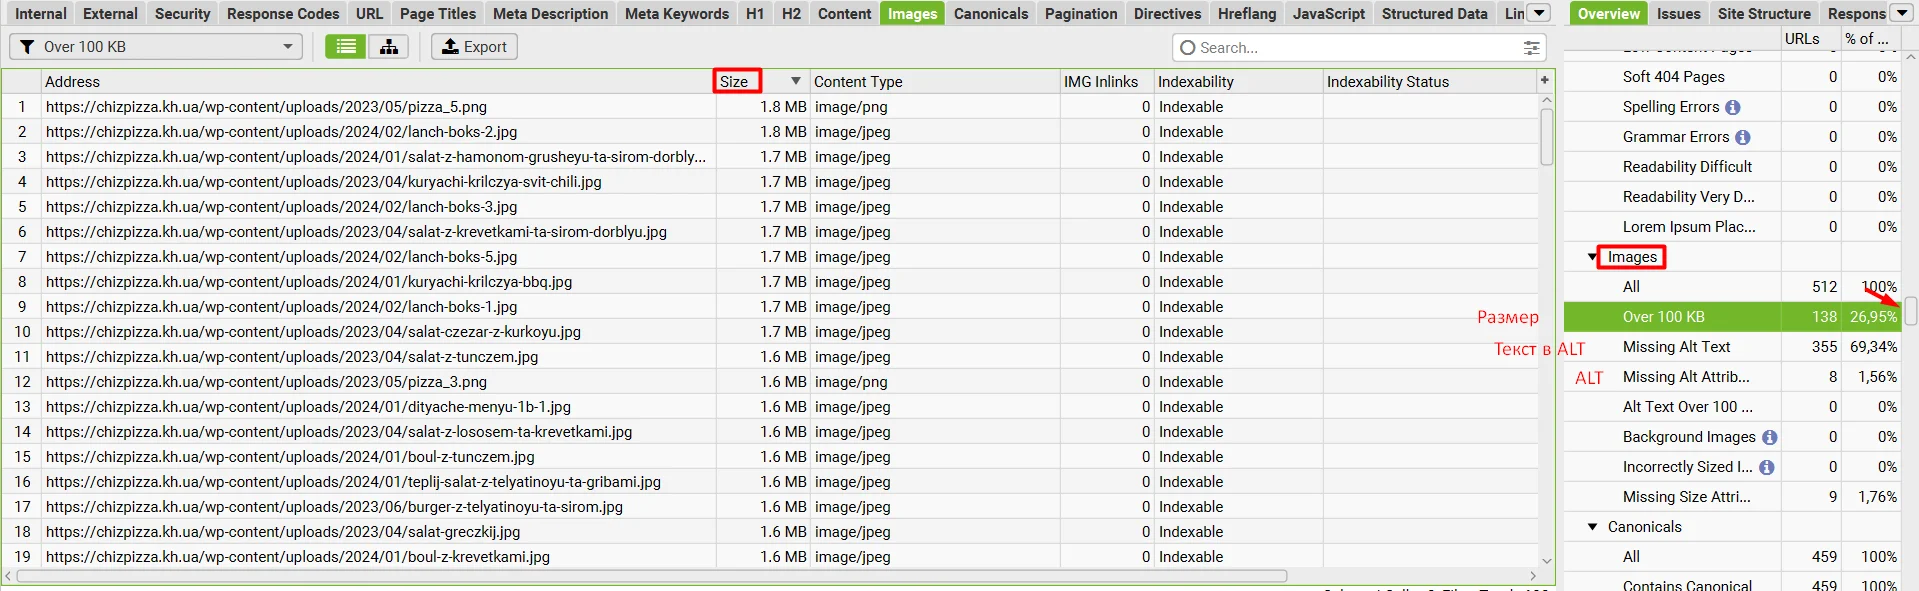 Internal External Security Response Codes URL Page Titles Meta Description Meta Keywords H1 H2 Content Images Canonicals Pagination Directives Hreflang JavaScript Structured Data Lin
Over 100 KB Export Search...
Address Size Content Type IMG Inlinks Indexability Indexability Status +
1 https://chizpizza.kh.ua/wp-content/uploads/2023/05/pizza_5.png 1.8 MB image/png 0 Indexable
2 https://chizpizza.kh.ua/wp-content/uploads/2024/02/lanch-boks-2.jpg 1.8 MB image/jpeg 0 Indexable
3 https://chizpizza.kh.ua/wp-content/uploads/2024/01/salat-z-hamonom-grusheyu-ta-sirom-dorbly... 1.7 MB image/jpeg 0 Indexable
4 https://chizpizza.kh.ua/wp-content/uploads/2023/04/kuryachi-krilczya-svit-chili.jpg 1.7 MB image/jpeg 0 Indexable
5 https://chizpizza.kh.ua/wp-content/uploads/2024/02/lanch-boks-3.jpg 1.7 MB image/jpeg 0 Indexable
6 https://chizpizza.kh.ua/wp-content/uploads/2023/04/salat-z-krevetkami-ta-sirom-dorblyu.jpg 1.7 MB image/jpeg 0 Indexable
7 https://chizpizza.kh.ua/wp-content/uploads/2024/02/lanch-boks-5.jpg 1.7 MB image/jpeg 0 Indexable
8 https://chizpizza.kh.ua/wp-content/uploads/2024/01/kuryachi-krilczya-bbq.jpg 1.7 MB image/jpeg 0 Indexable
9 https://chizpizza.kh.ua/wp-content/uploads/2024/02/lanch-boks-1.jpg 1.7 MB image/jpeg 0 Indexable
10 https://chizpizza.kh.ua/wp-content/uploads/2023/04/salat-czezar-z-kurkoyu.jpg 1.7 MB image/jpeg 0 Indexable
11 https://chizpizza.kh.ua/wp-content/uploads/2023/04/salat-z-tunczem.jpg 1.6 MB image/jpeg 0 Indexable
12 https://chizpizza.kh.ua/wp-content/uploads/2023/05/pizza_3.png 1.6 MB image/png 0 Indexable
13 https://chizpizza.kh.ua/wp-content/uploads/2024/01/dityache-menyu-1b-1.jpg 1.6 MB image/jpeg 0 Indexable
14 https://chizpizza.kh.ua/wp-content/uploads/2023/04/salat-z-lososem-ta-krevetkami.jpg 1.6 MB image/jpeg 0 Indexable
15 https://chizpizza.kh.ua/wp-content/uploads/2024/01/boul-z-tunczem.jpg 1.6 MB image/jpeg 0 Indexable
16 https://chizpizza.kh.ua/wp-content/uploads/2024/01/teplij-salat-z-telyatinoyu-ta-gribami.jpg 1.6 MB image/jpeg 0 Indexable
17 https://chizpizza.kh.ua/wp-content/uploads/2023/06/burger-z-telyatinoyu-ta-sirom.jpg 1.6 MB image/jpeg 0 Indexable
18 https://chizpizza.kh.ua/wp-content/uploads/2023/04/salat-greczkij.jpg 1.6 MB image/jpeg 0 Indexable
19 https://chizpizza.kh.ua/wp-content/uploads/2024/01/boul-z-krevetkami.jpg 1.6 MB image/jpeg 0 Indexable
Overview Issues Site Structure Respons
URLs % of ...
Soft 404 Pages 0 0%
Spelling Errors 0 0%
Grammar Errors 0 0%
Readability Difficult 0 0%
Readability Very D... 0 0%
Lorem Ipsum Plac... 0 0%
Images
All 512 100%
Размер Over 100 KB 138 26,95%
Текст в ALT Missing Alt Text 355 69,34%
ALT Missing Alt Attrib... 8 1,56%
Alt Text Over 100 ... 0 0%
Background Images 0 0%
Incorrectly Sized I... 0 0%
Missing Size Attri... 9 1,76%
Canonicals
All 459 100%
Contains Canonical 459 100%